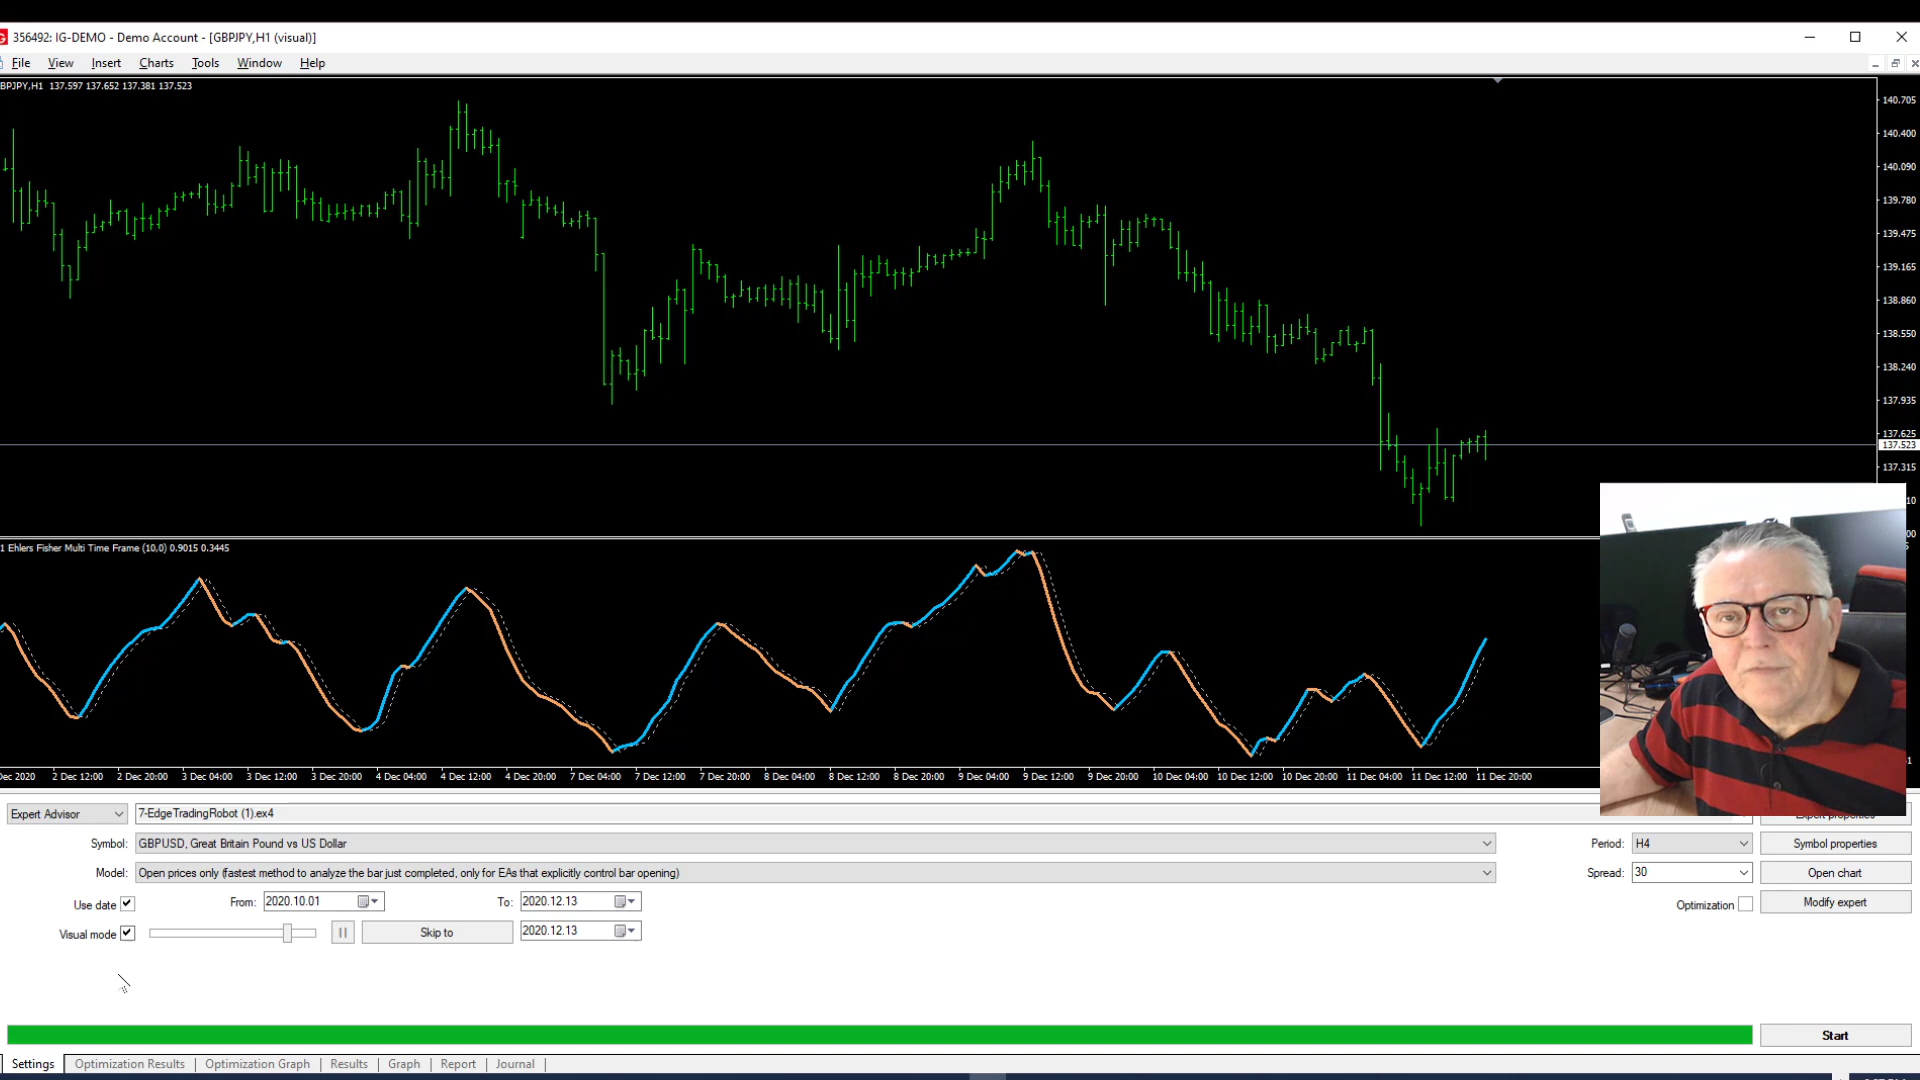 356492: IG-DEMO - Demo Account - [GBPJPY,H1 (visual)]
File View Insert Charts Tools Window Help
BPJPY,H1 137.597 137.652 137.381 137.523
140.705
140.400
140.090
139.780
139.475
139.165
138.860
138.550
138.240
137.935
137.625
137.523
137.315
10
00
1 Ehlers Fisher Multi Time Frame (10,0) 0.9015 0.3445
Dec 2020 2 Dec 12:00 2 Dec 20:00 3 Dec 04:00 3 Dec 12:00 3 Dec 20:00 4 Dec 04:00 4 Dec 12:00 4 Dec 20:00 7 Dec 04:00 7 Dec 12:00 7 Dec 20:00 8 Dec 04:00 8 Dec 12:00 8 Dec 20:00 9 Dec 04:00 9 Dec 12:00 9 Dec 20:00 10 Dec 04:00 10 Dec 12:00 10 Dec 20:00 11 Dec 04:00 11 Dec 12:00 11 Dec 20:00
Expert Advisor 7-EdgeTradingRobot (1).ex4 Expert properties
Symbol: GBPUSD, Great Britain Pound vs US Dollar Period: H4 Symbol properties
Model: Open prices only (fastest method to analyze the bar just completed, only for EAs that explicitly control bar opening) Spread: 30 Open chart
Use date From: 2020.10.01 To: 2020.12.13 Optimization Modify expert
Visual mode Skip to 2020.12.13
Start
Settings Optimization Results Optimization Graph Results Graph Report Journal